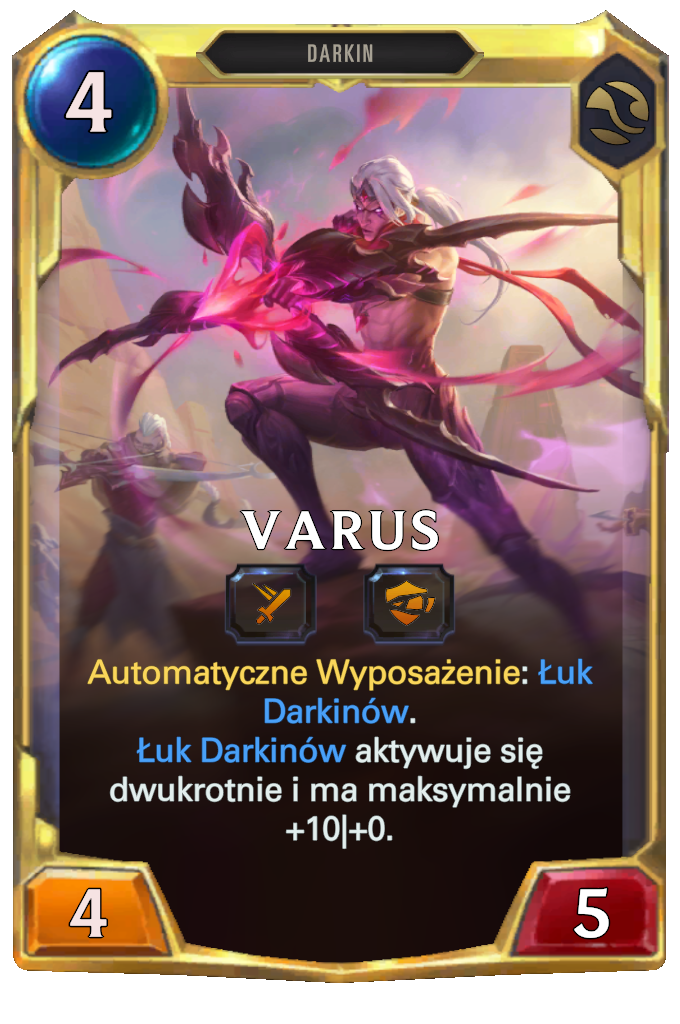 DARKIN
4
VARUS
Automatyczne Wyposażenie: Łuk
Darkinów.
Łuk Darkinów aktywuje się
dwukrotnie i ma maksymalnie
+10|+0.
4
5